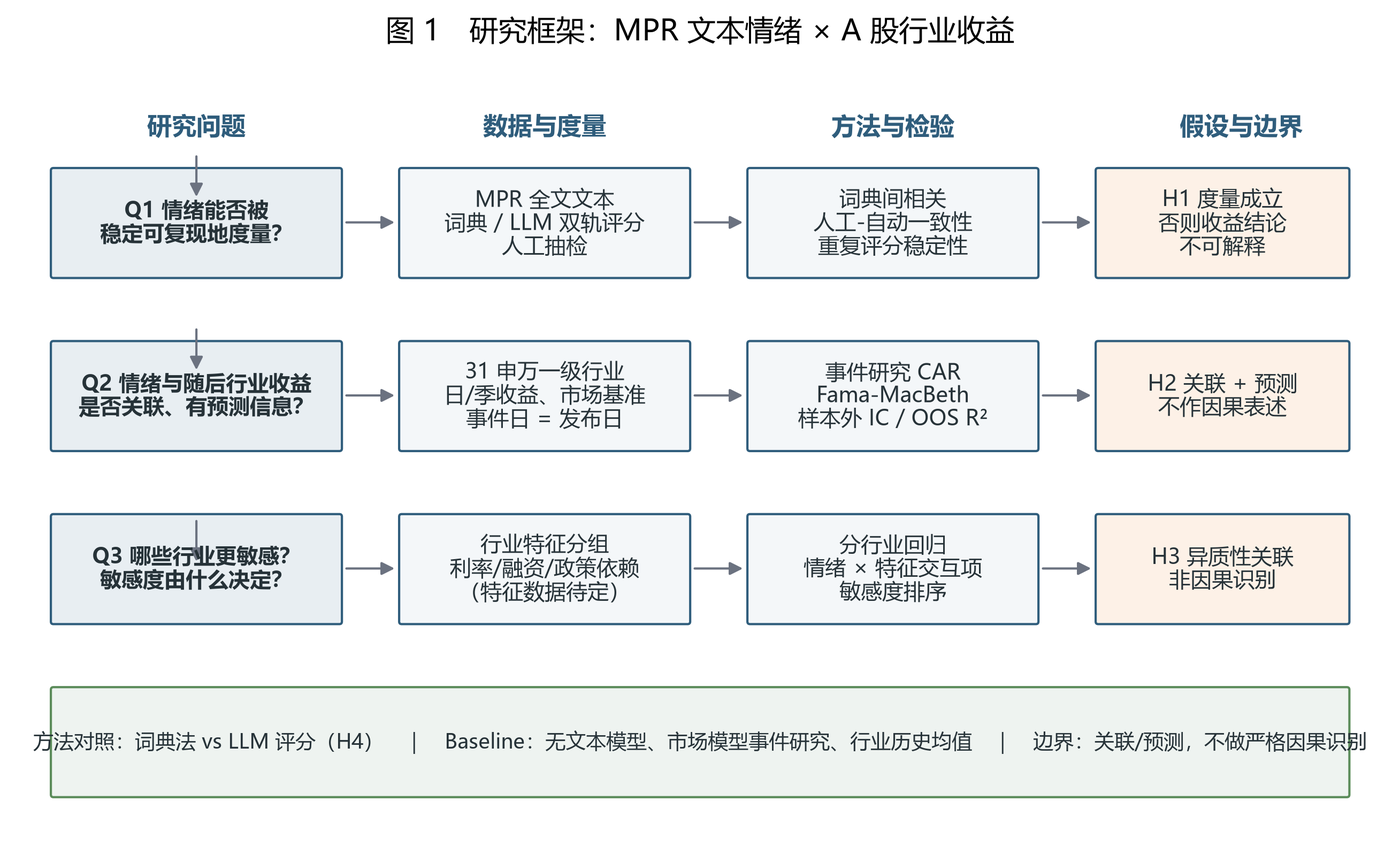 图 1　研究框架：MPR 文本情绪 × A 股行业收益
研究问题
数据与度量
方法与检验
假设与边界
Q1 情绪能否被
稳定可复现地度量？
MPR 全文文本
词典 / LLM 双轨评分
人工抽检
词典间相关
人工-自动一致性
重复评分稳定性
H1 度量成立
否则收益结论
不可解释
Q2 情绪与随后行业收益
是否关联、有预测信息？
31 申万一级行业
日/季收益、市场基准
事件日 = 发布日
事件研究 CAR
Fama-MacBeth
样本外 IC / OOS R²
H2 关联 + 预测
不作因果表述
Q3 哪些行业更敏感？
敏感度由什么决定？
行业特征分组
利率/融资/政策依赖
（特征数据待定）
分行业回归
情绪 × 特征交互项
敏感度排序
H3 异质性关联
非因果识别
方法对照：词典法 vs LLM 评分（H4）　|　Baseline：无文本模型、市场模型事件研究、行业历史均值　|　边界：关联/预测，不做严格因果识别